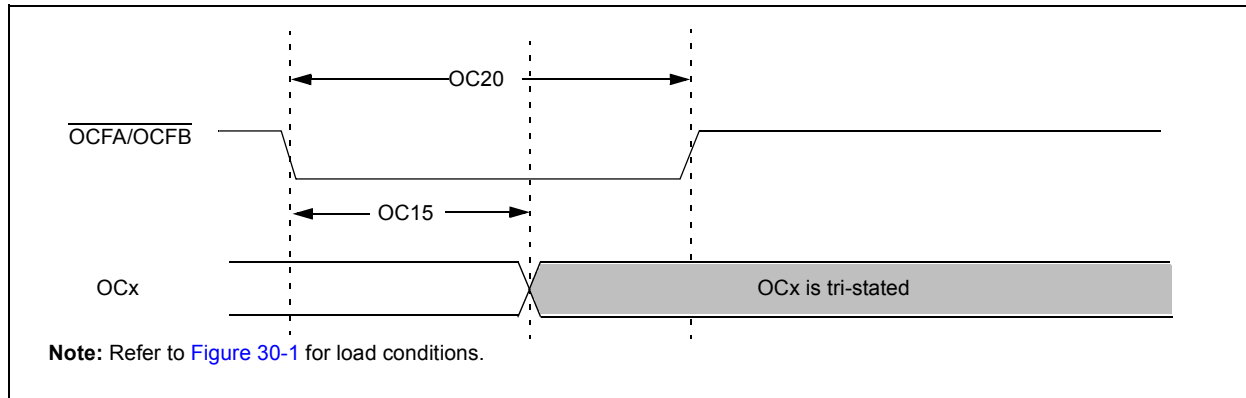 OC20
OCFA/OCFB
OC15
OCx
OCx is tri-stated
Note: Refer to Figure 30-1 for load conditions.